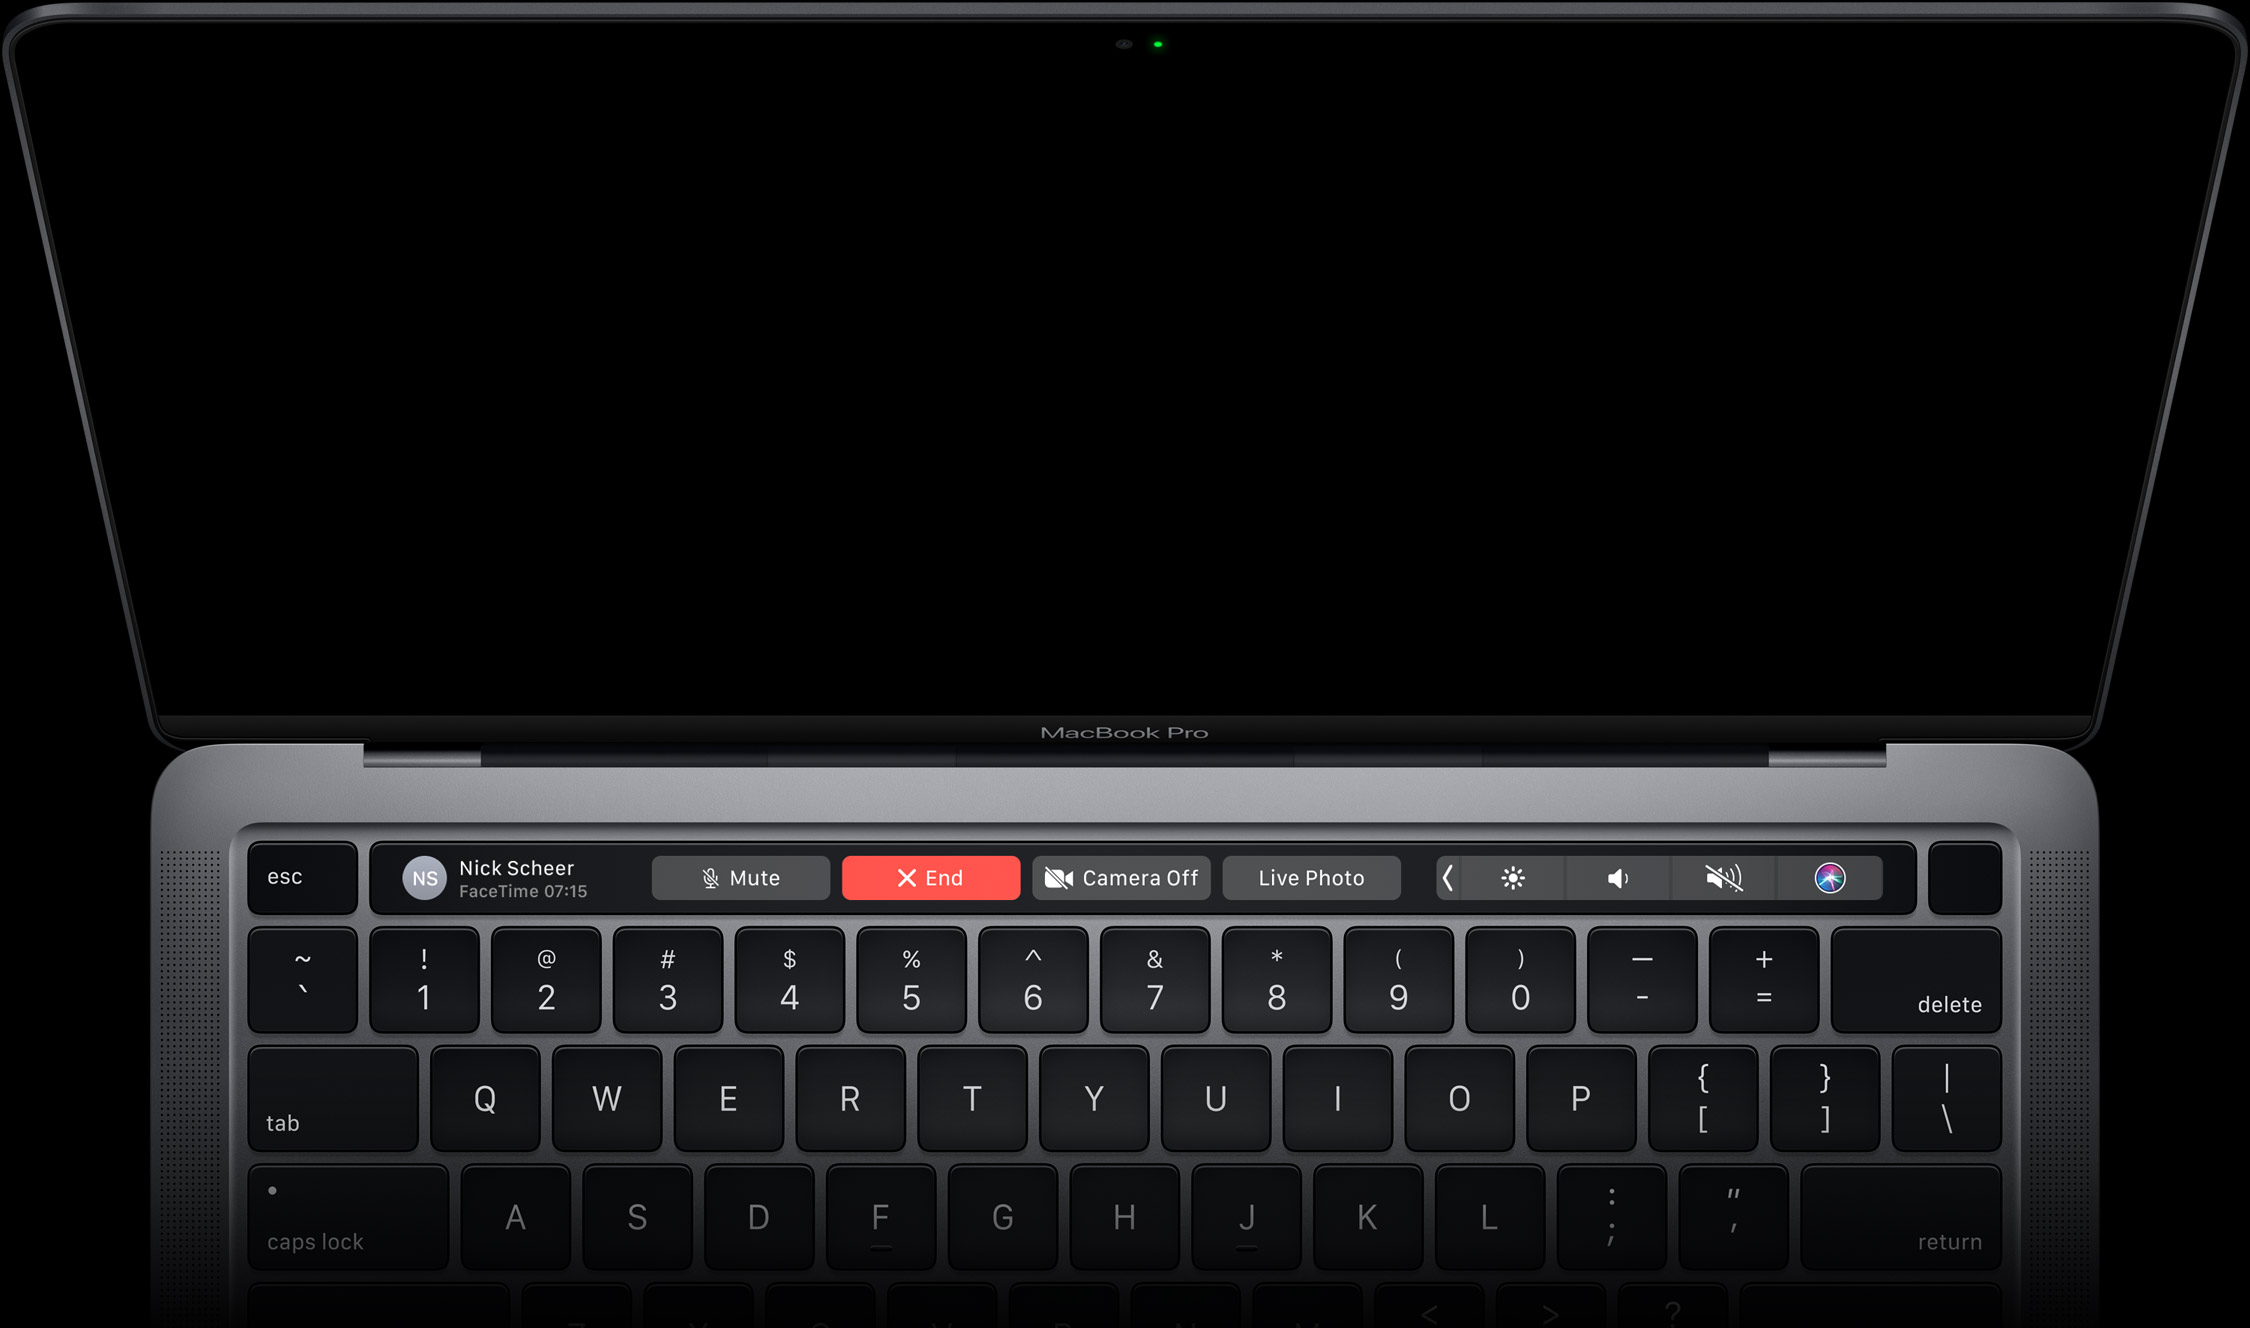 MacBook Pro
esc
NS
Nick Scheer
FaceTime 07:15
Mute
End
Camera Off
Live Photo
~ ! @ # $ % ^ & * ( ) — +
` 1 2 3 4 5 6 7 8 9 0 - =
delete
tab
Q W E R T Y U I O P
{ } |
[ ] \
caps lock
A S D F G H J K L
: "
; '
return
< > ?